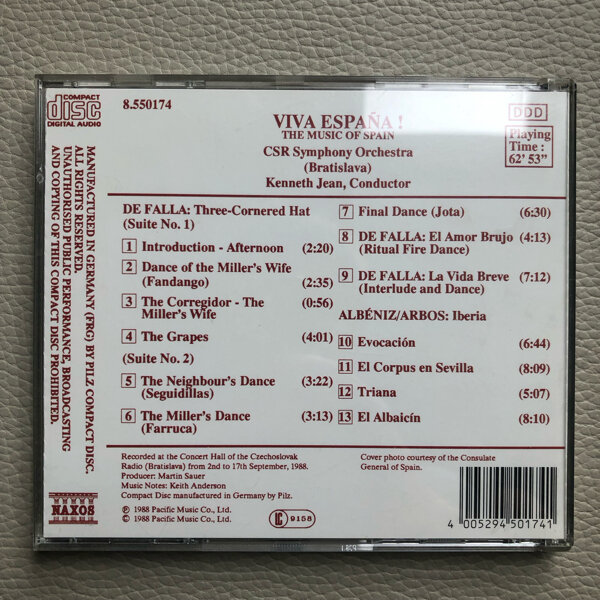 COMPACT
disc
DIGITAL AUDIO
8.550174
VIVA ESPAÑA !
THE MUSIC OF SPAIN
CSR Symphony Orchestra
(Bratislava)
Kenneth Jean, Conductor
DDD
Playing
Time :
62' 53"
MANUFACTURED IN GERMANY (FRG) BY PILZ COMPACT DISC.
ALL RIGHTS RESERVED.
UNAUTHORISED PUBLIC PERFORMANCE, BROADCASTING
AND COPYING OF THIS COMPACT DISC PROHIBITED.
DE FALLA: Three-Cornered Hat
(Suite No. 1)
1 Introduction - Afternoon (2:20)
2 Dance of the Miller's Wife
(Fandango) (2:35)
3 The Corregidor - The (0:56)
Miller's Wife
4 The Grapes (4:01)
(Suite No. 2)
5 The Neighbour's Dance (3:22)
(Seguidillas)
6 The Miller's Dance (3:13)
(Farruca)
7 Final Dance (Jota) (6:30)
8 DE FALLA: El Amor Brujo (4:13)
(Ritual Fire Dance)
9 DE FALLA: La Vida Breve (7:12)
(Interlude and Dance)
ALBÉNIZ/ARBOS: Iberia
10 Evocación (6:44)
11 El Corpus en Sevilla (8:09)
12 Triana (5:07)
13 El Albaicín (8:10)
Recorded at the Concert Hall of the Czechoslovak
Radio (Bratislava) from 2nd to 17th September, 1988.
Producer: Martin Sauer
Music Notes: Keith Anderson
Compact Disc manufactured in Germany by Pilz.
Ⓟ 1988 Pacific Music Co., Ltd.
© 1988 Pacific Music Co., Ltd.
LC 9158
Cover photo courtesy of the Consulate
General of Spain.
NAXOS
4 005294 501741